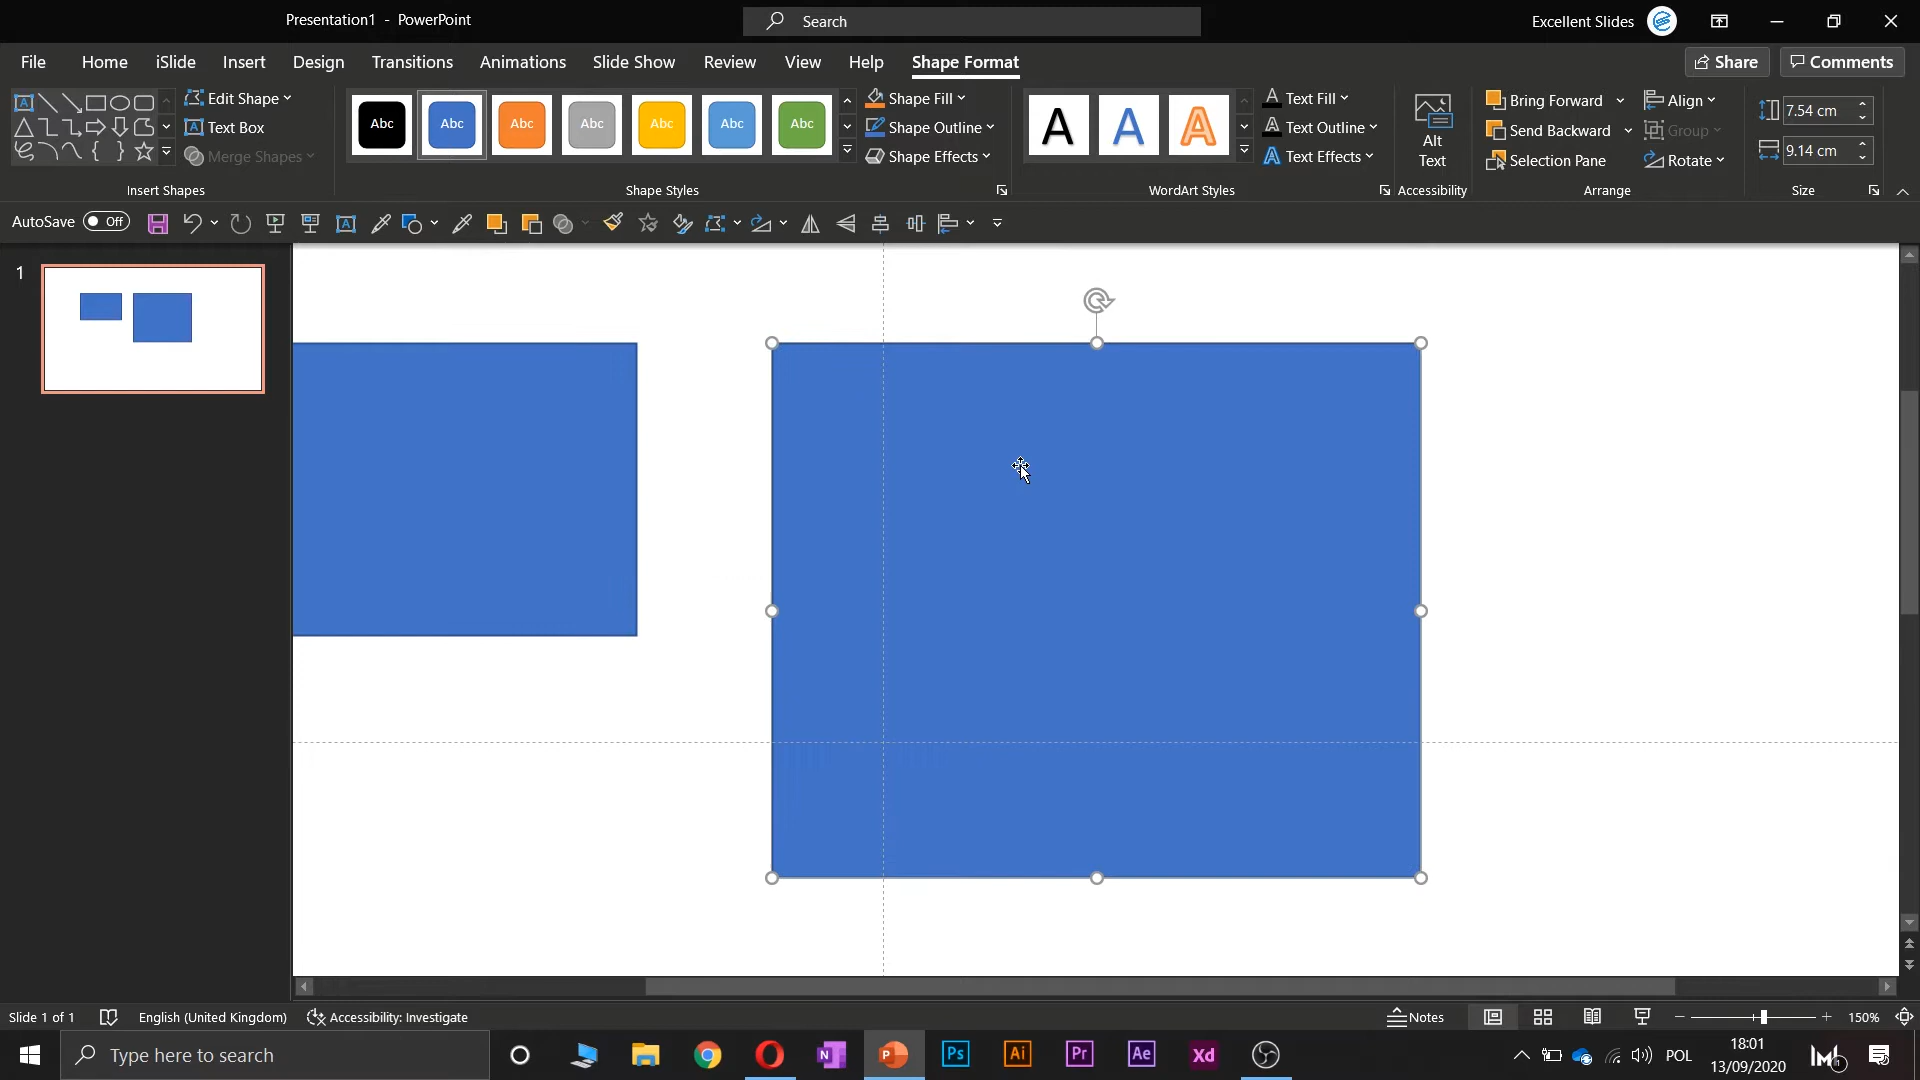 Presentation1 - PowerPoint
Search
Excellent Slides
File Home iSlide Insert Design Transitions Animations Slide Show Review View Help Shape Format
Share Comments
Edit Shape
Text Box
Merge Shapes
Insert Shapes
Abc Abc Abc Abc Abc Abc Abc
Shape Fill
Shape Outline
Shape Effects
Shape Styles
A A A
Text Fill
Text Outline
Text Effects
WordArt Styles
Alt
Text
Accessibility
Bring Forward
Send Backward
Selection Pane
Align
Group
Rotate
Arrange
7.54 cm
9.14 cm
Size
AutoSave Off
1
Slide 1 of 1 English (United Kingdom) Accessibility: Investigate
Notes
150%
Type here to search
Ps Ai Pr Ae Xd
POL
18:01
13/09/2020